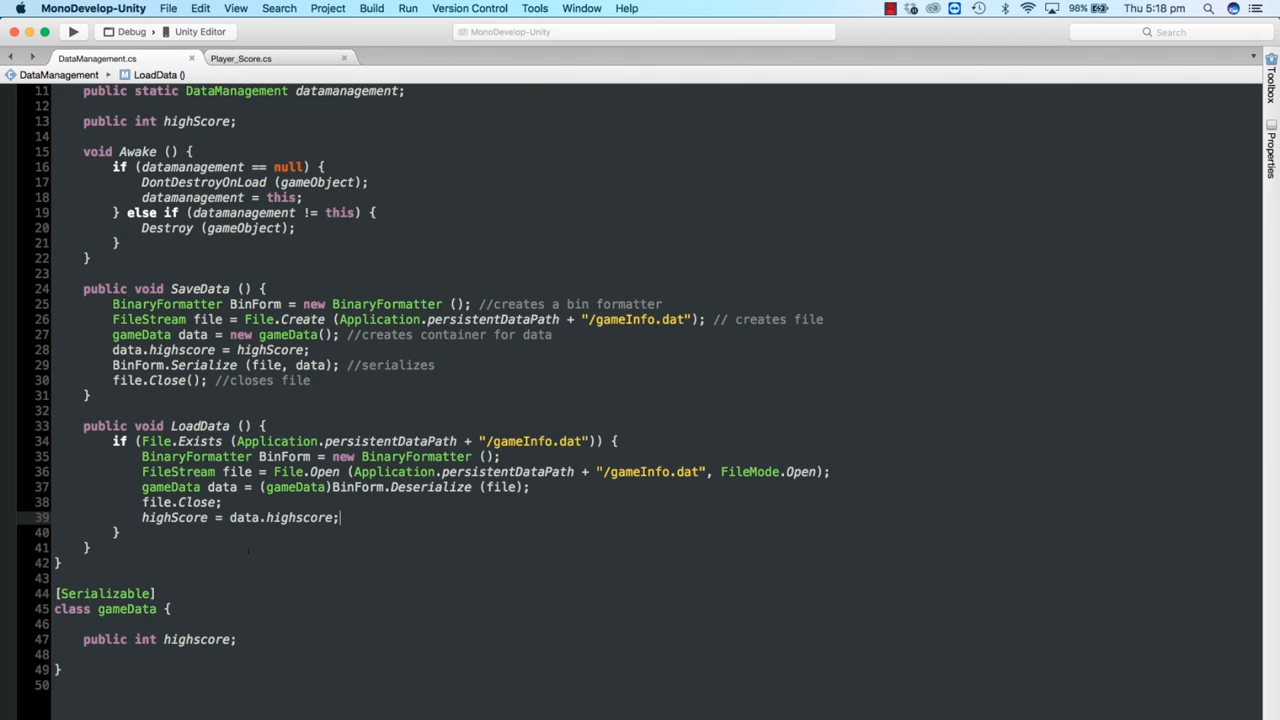 MonoDevelop-Unity File Edit View Search Project Build Run Version Control Tools Window Help 98% Thu 5:18 pm
Debug Unity Editor MonoDevelop-Unity Search
DataManagement.cs Player_Score.cs
DataManagement LoadData ()
Toolbox
Properties
11 public static DataManagement datamanagement;
12
13 public int highScore;
14
15 void Awake () {
16 if (datamanagement == null) {
17 DontDestroyOnLoad (gameObject);
18 datamanagement = this;
19 } else if (datamanagement != this) {
20 Destroy (gameObject);
21 }
22 }
23
24 public void SaveData () {
25 BinaryFormatter BinForm = new BinaryFormatter (); //creates a bin formatter
26 FileStream file = File.Create (Application.persistentDataPath + "/gameInfo.dat"); // creates file
27 gameData data = new gameData(); //creates container for data
28 data.highscore = highScore;
29 BinForm.Serialize (file, data); //serializes
30 file.Close(); //closes file
31 }
32
33 public void LoadData () {
34 if (File.Exists (Application.persistentDataPath + "/gameInfo.dat")) {
35 BinaryFormatter BinForm = new BinaryFormatter ();
36 FileStream file = File.Open (Application.persistentDataPath + "/gameInfo.dat", FileMode.Open);
37 gameData data = (gameData)BinForm.Deserialize (file);
38 file.Close;
39 highScore = data.highscore;
40 }
41 }
42 }
43
44 [Serializable]
45 class gameData {
46
47 public int highscore;
48
49 }
50